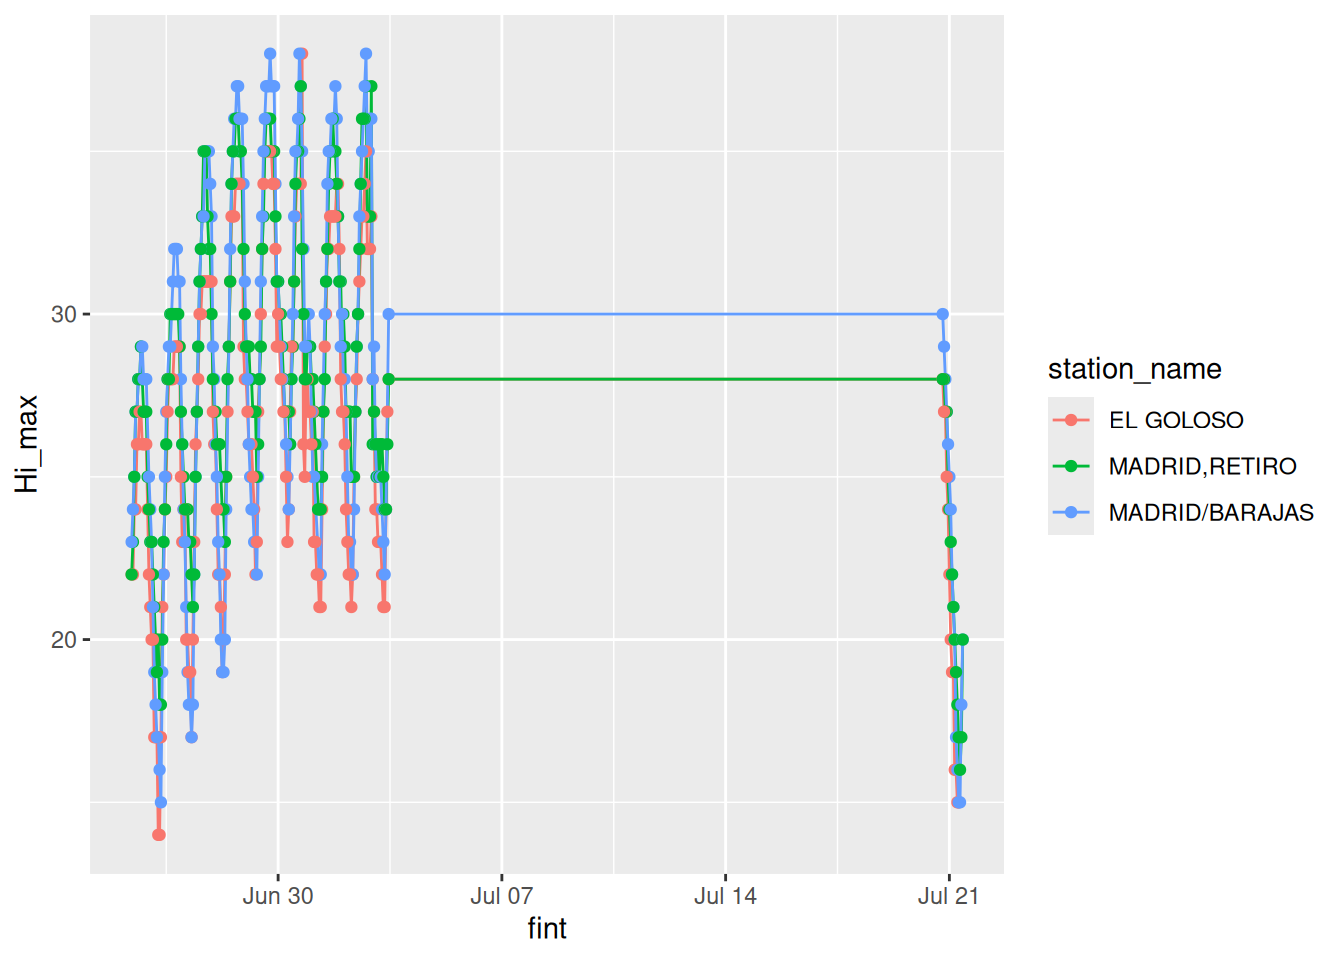 Hi_max
30
20
Jun 30
Jul 07
Jul 14
Jul 21
fint
station_name
EL GOLOSO
MADRID,RETIRO
MADRID/BARAJAS